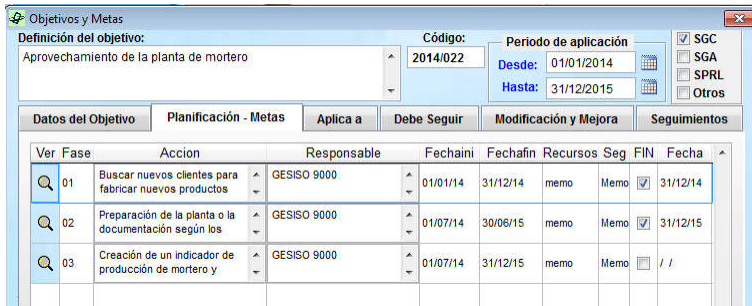 Objetivos y Metas
Definición del objetivo:
Código:
Periodo de aplicación
SGC
Aprovechamiento de la planta de mortero
2014/022
Desde: 01/01/2014
SGA
SPRL
Hasta: 31/12/2015
Otros
Datos del Objetivo Planificación - Metas Aplica a Debe Seguir Modificación y Mejora Seguimientos
Ver Fase Accion Responsable Fechaini Fechafin Recursos Seg FIN Fecha
01 Buscar nuevos clientes para GESISO 9000 01/01/14 31/12/14 memo Memo 31/12/14
fabricar nuevos productos
02 Preparación de la planta o la GESISO 9000 01/07/14 30/06/15 memo Memo 31/12/15
documentación según los
03 Creación de un indicador de GESISO 9000 01/07/14 31/12/15 memo Memo / /
producción de mortero y